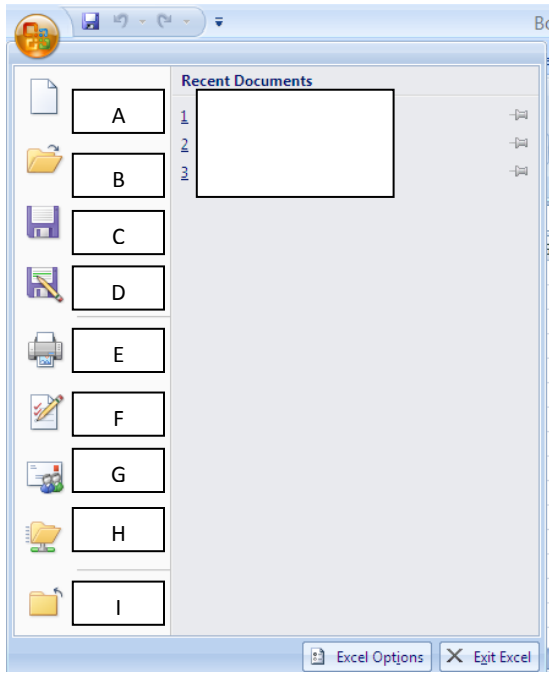 Bo
Recent Documents
A
1
B
2
3
C
D
E
F
G
H
I
Excel Options
Exit Excel